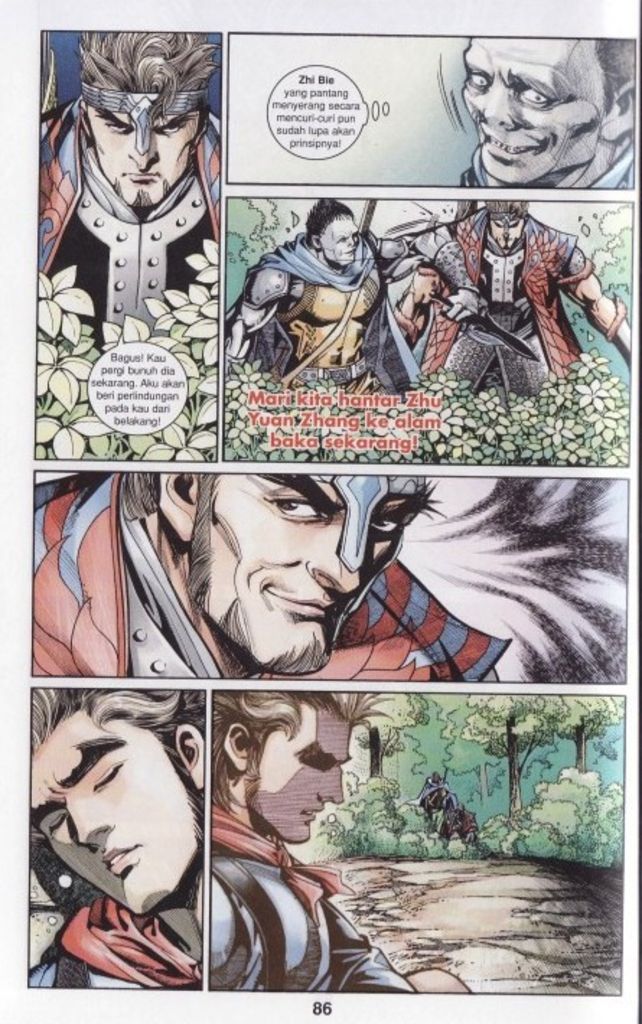 Zhi Bie
yang pantang
menyerang secara
mencuri-curi pun
sudah lupa akan
prinsipnya!
Bagus! Kau
pergi bunuh dia
sekarang. Aku akan
beri perlindungan
pada kau dari
belakang!
Mari kita hantar Zhu
Yuan Zhang ke alam
baka sekarang!
86